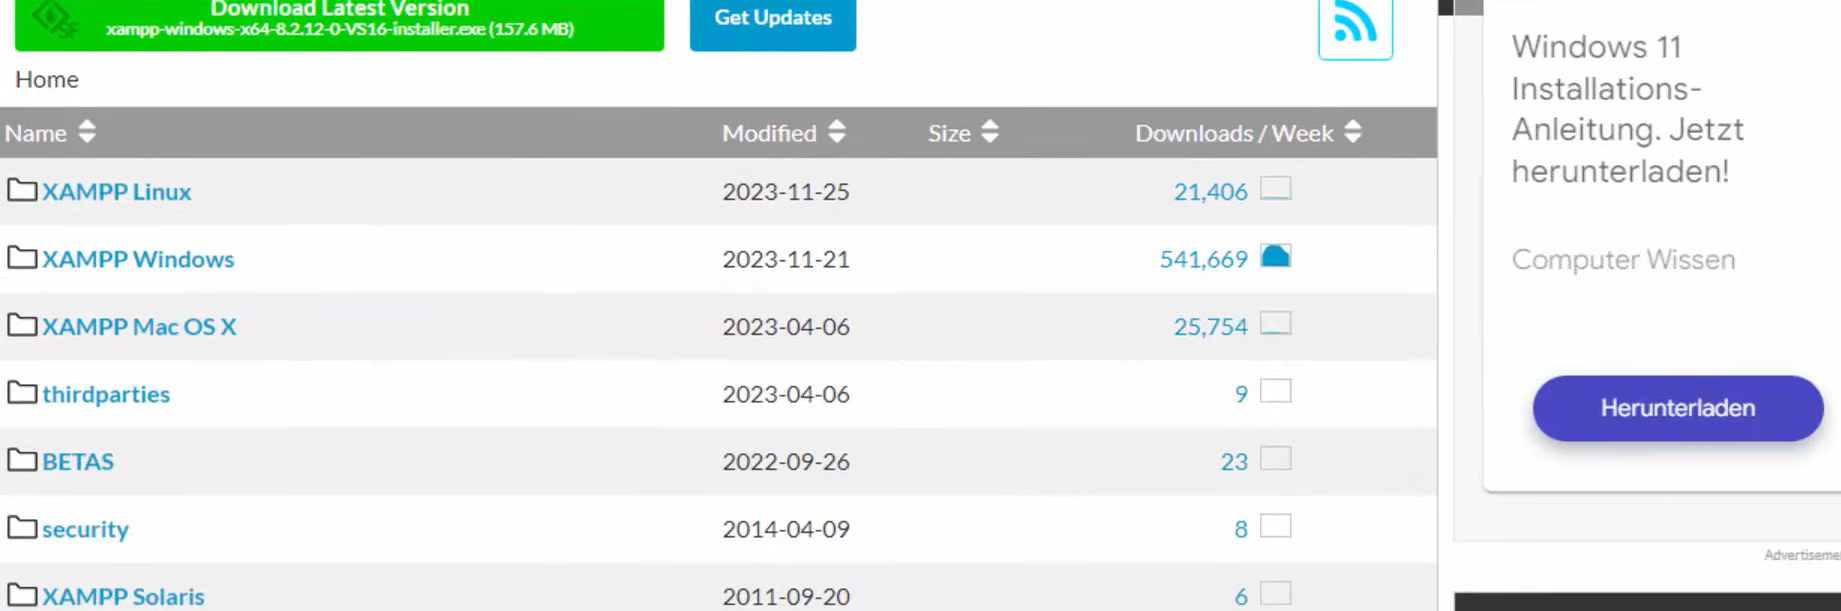 Download Latest Version
xampp-windows-x64-8.2.12-0-VS16-installer.exe (157.6 MB)
Get Updates
Home
Name Modified Size Downloads / Week
XAMPP Linux 2023-11-25 21,406
XAMPP Windows 2023-11-21 541,669
XAMPP Mac OS X 2023-04-06 25,754
thirdparties 2023-04-06 9
BETAS 2022-09-26 23
security 2014-04-09 8
XAMPP Solaris 2011-09-20 6
Windows 11
Installations-
Anleitung. Jetzt
herunterladen!
Computer Wissen
Herunterladen